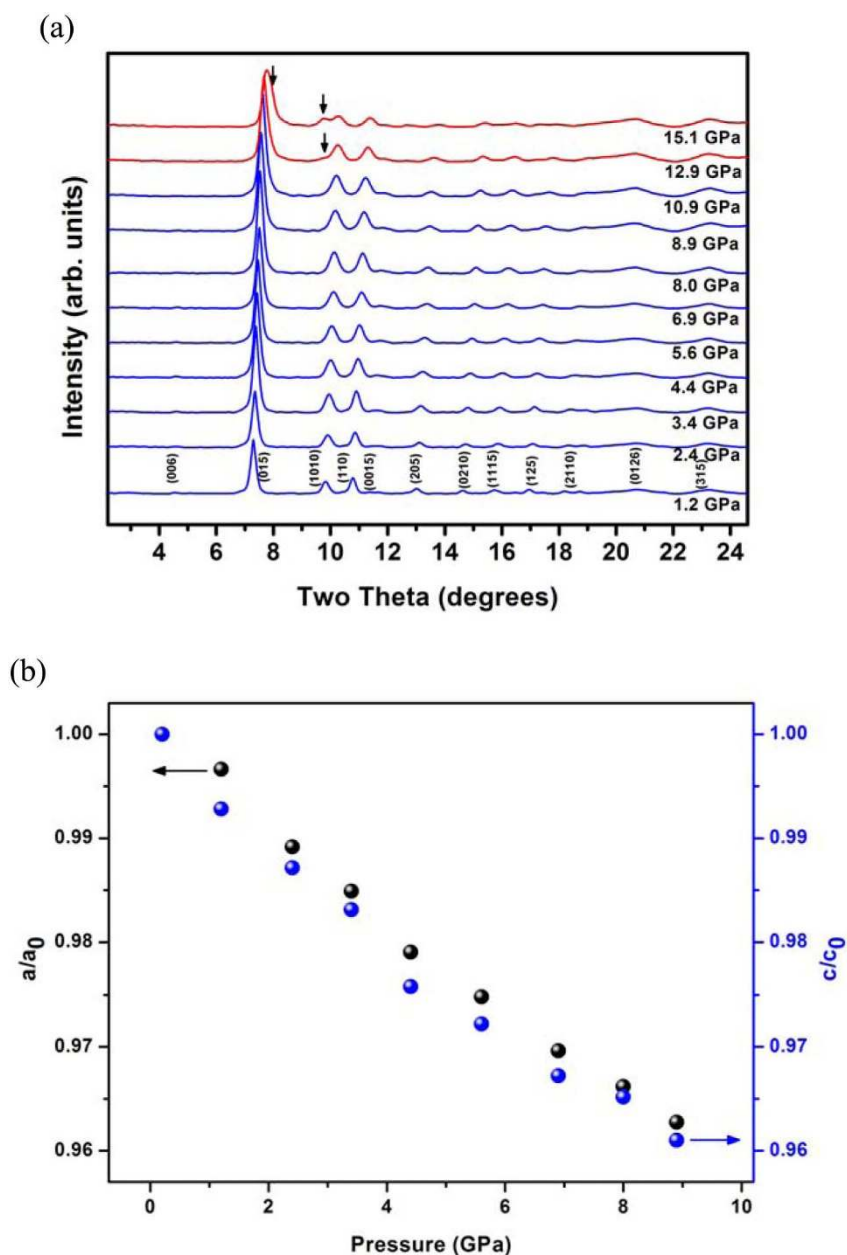 (a)
Intensity (arb. units)
15.1 GPa
12.9 GPa
10.9 GPa
8.9 GPa
8.0 GPa
6.9 GPa
5.6 GPa
4.4 GPa
3.4 GPa
2.4 GPa
1.2 GPa
(006)
(015)
(1010)
(110)
(0015)
(205)
(0210)
(1115)
(125)
(2110)
(0126)
(315)
4 6 8 10 12 14 16 18 20 22 24
Two Theta (degrees)
(b)
1.00
0.99
0.98
0.97
0.96
a/a0
1.00
0.99
0.98
0.97
0.96
c/c0
0 2 4 6 8 10
Pressure (GPa)